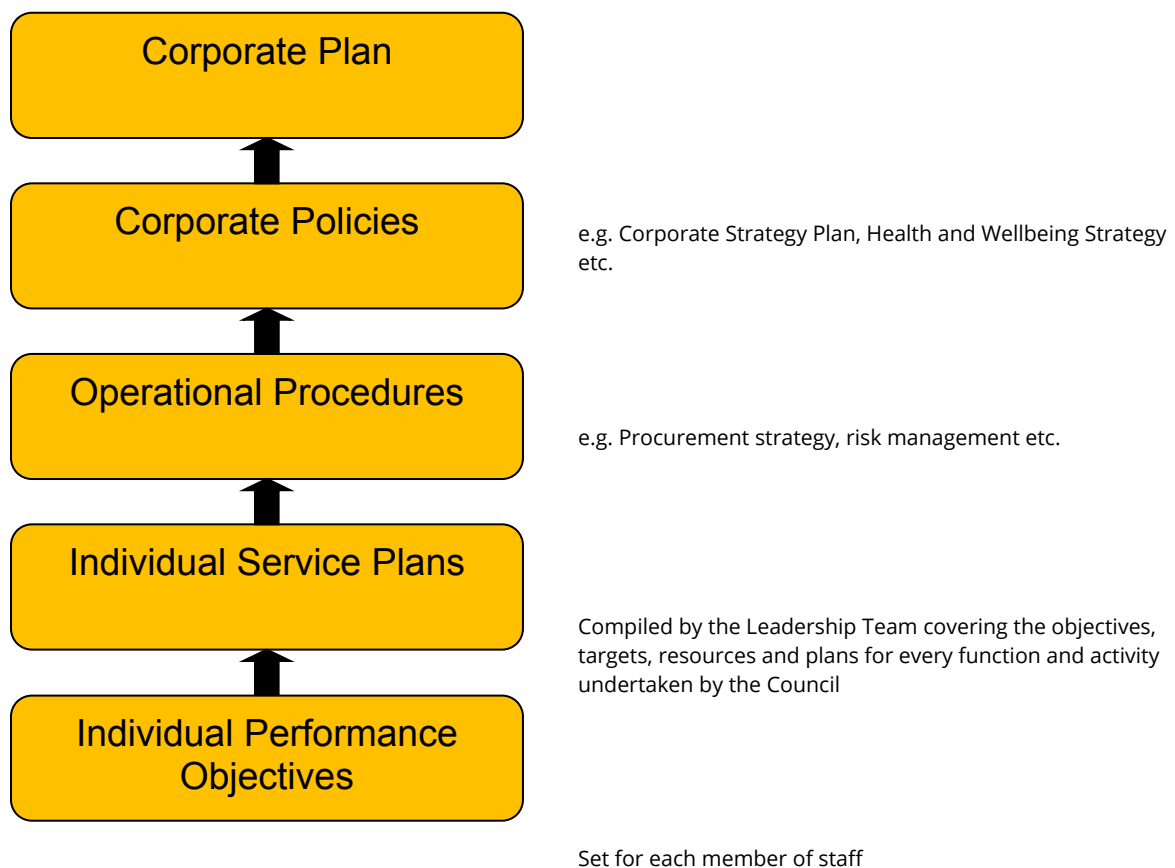 Corporate Plan
Corporate Policies
e.g. Corporate Strategy Plan, Health and Wellbeing Strategy
etc.
Operational Procedures
e.g. Procurement strategy, risk management etc.
Individual Service Plans
Compiled by the Leadership Team covering the objectives,
targets, resources and plans for every function and activity
undertaken by the Council
Individual Performance
Objectives
Set for each member of staff